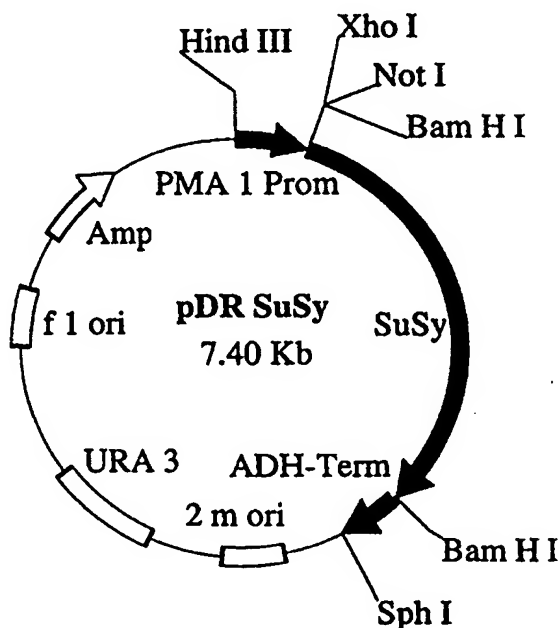 Hind III
Xho I
Not I
Bam H I
PMA 1 Prom
Amp
f 1 ori
pDR SuSy
7.40 Kb
SuSy
URA 3
ADH-Term
2 m ori
Bam H I
Sph I